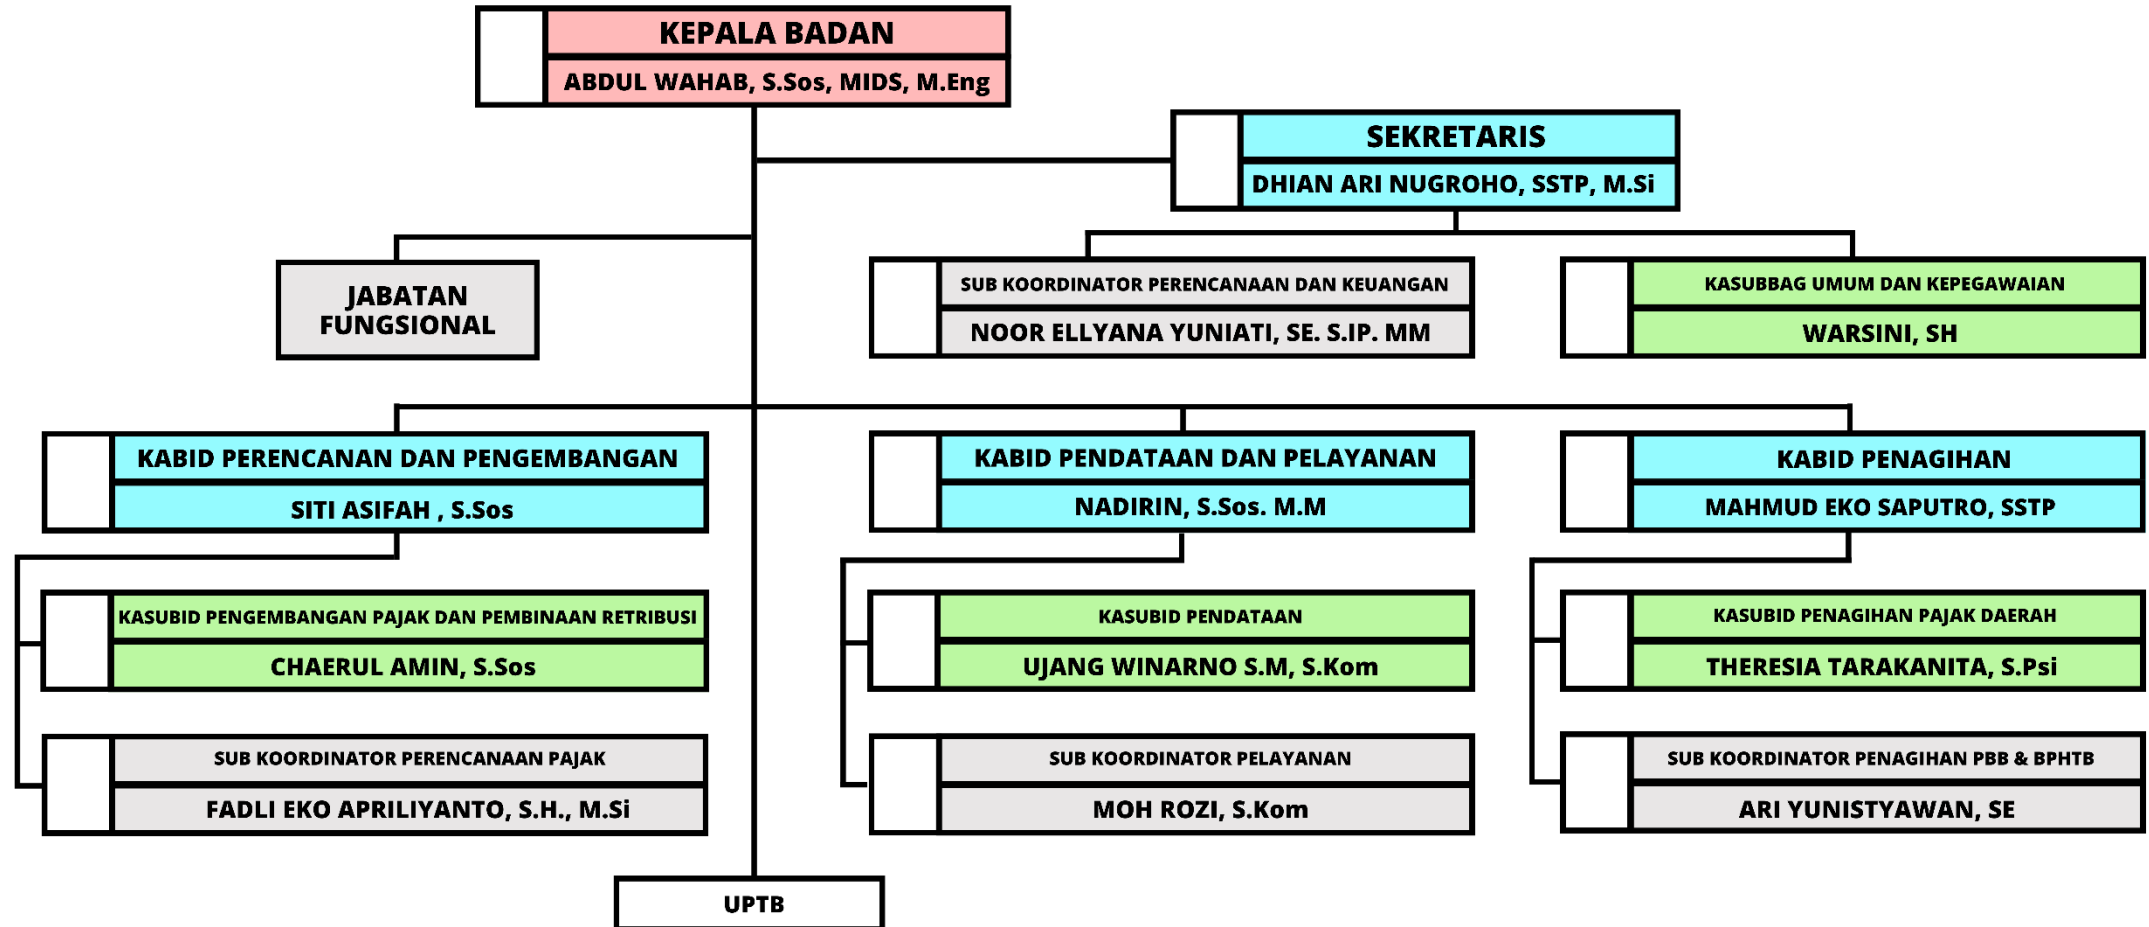 KEPALA BADAN
ABDUL WAHAB, S.Sos, MIDS, M.Eng
SEKRETARIS
DHIAN ARI NUGROHO, SSTP, M.Si
JABATAN
FUNGSIONAL
SUB KOORDINATOR PERENCANAAN DAN KEUANGAN
NOOR ELLYANA YUNIATI, SE. S.IP. MM
KASUBBAG UMUM DAN KEPEGAWAIAN
WARSINI, SH
KABID PERENCANAN DAN PENGEMBANGAN
SITI ASIFAH , S.Sos
KABID PENDATAAN DAN PELAYANAN
NADIRIN, S.Sos. M.M
KABID PENAGIHAN
MAHMUD EKO SAPUTRO, SSTP
KASUBID PENGEMBANGAN PAJAK DAN PEMBINAAN RETRIBUSI
CHAERUL AMIN, S.Sos
KASUBID PENDATAAN
UJANG WINARNO S.M, S.Kom
KASUBID PENAGIHAN PAJAK DAERAH
THERESIA TARAKANITA, S.Psi
SUB KOORDINATOR PERENCANAAN PAJAK
FADLI EKO APRILIYANTO, S.H., M.Si
SUB KOORDINATOR PELAYANAN
MOH ROZI, S.Kom
SUB KOORDINATOR PENAGIHAN PBB & BPHTB
ARI YUNISTYAWAN, SE
UPTB